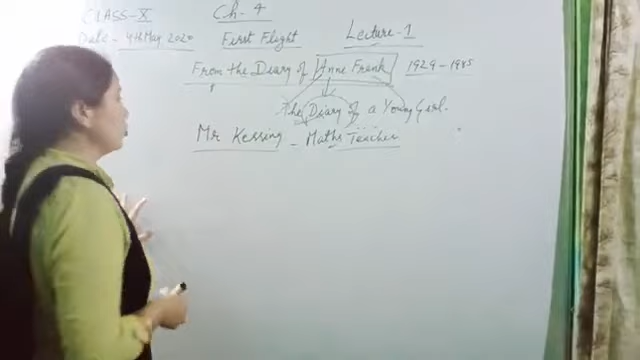 CLASS-X
Ch-4
Date - 4th May 2020
First Flight
Lecture-1
From the Diary of Anne Frank 1929-1945
The Diary of a Young Girl.
Mr Kessing - Maths Teacher